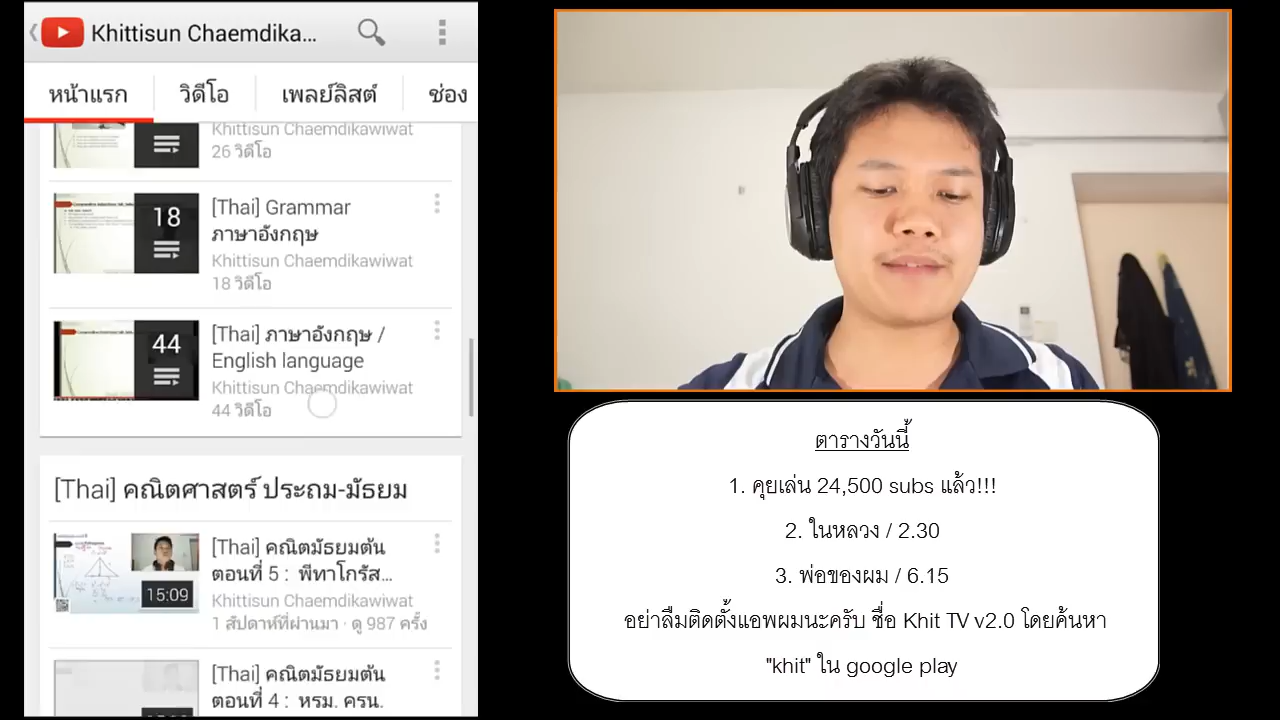 Khittisun Chaemdika...
หน้าแรก
วิดีโอ
เพลย์ลิสต์
ช่อง
Khittisun Chaemdikawiwat
26 วิดีโอ
18
[Thai] Grammar
ภาษาอังกฤษ
Khittisun Chaemdikawiwat
18 วิดีโอ
44
[Thai] ภาษาอังกฤษ /
English language
Khittisun Chaemdikawiwat
44 วิดีโอ
[Thai] คณิตศาสตร์ ประถม-มัธยม
15:09
[Thai] คณิตมัธยมต้น
ตอนที่ 5 : พีทาโกรัส...
Khittisun Chaemdikawiwat
1 สัปดาห์ที่ผ่านมา · ดู 987 ครั้ง
[Thai] คณิตมัธยมต้น
ตอนที่ 4 : หรม. ครน.
ตารางวันนี้
1. คุยเล่น 24,500 subs แล้ว!!!
2. ในหลวง / 2.30
3. พ่อของผม / 6.15
อย่าลืมติดตั้งแอพผมนะครับ ชื่อ Khit TV v2.0 โดยค้นหา
"khit" ใน google play